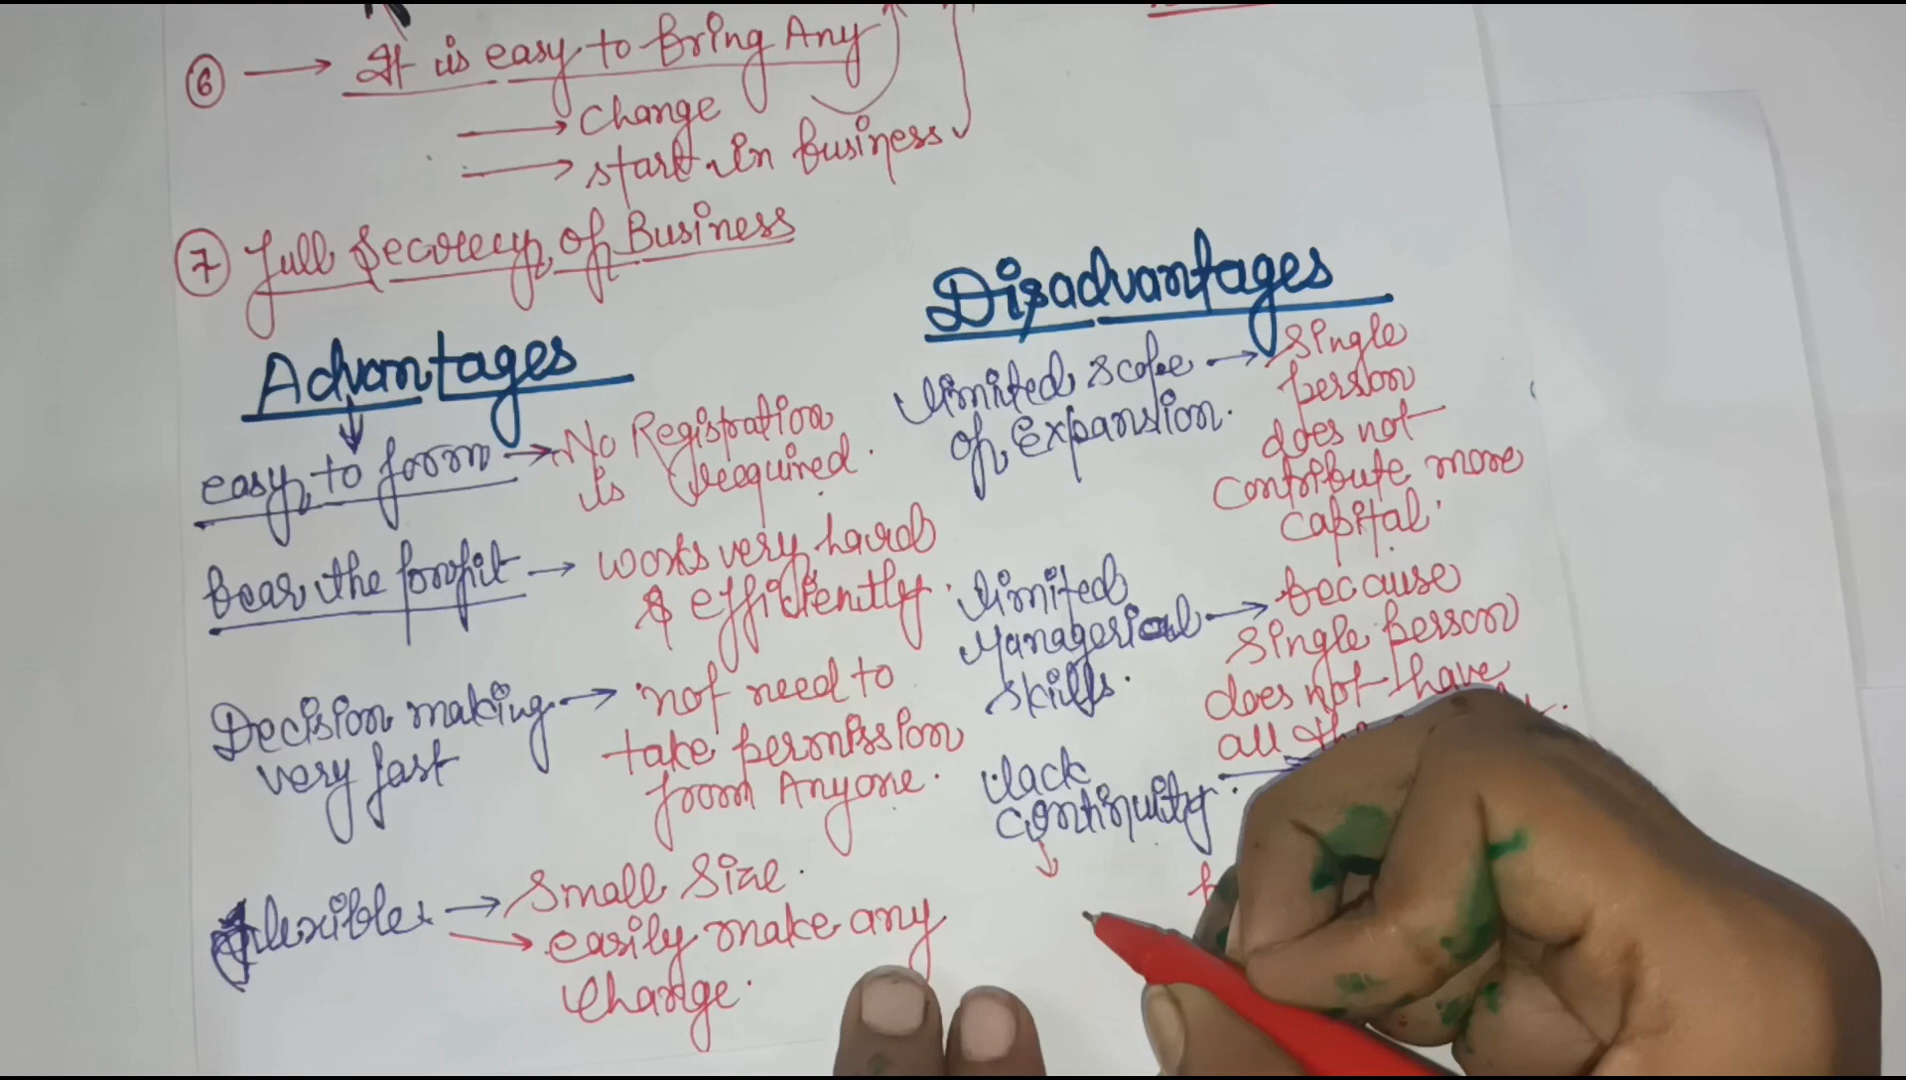 6 → It is easy to Bring Any
→ change
→ start in business
7 full secrecy of Business
Advantages
easy to form → No Registration
is required.
bear the profit → works very hard
& efficiently.
Decision making → not need to
very fast
take permission
from Anyone.
flexible → small size.
→ easily make any
change.
Disadvantages
limited scope → single
of Expansion.
person
does not
contribute more
capital.
limited
Managerial → because
skills.
single person
does not have
all the
lack
continuity.